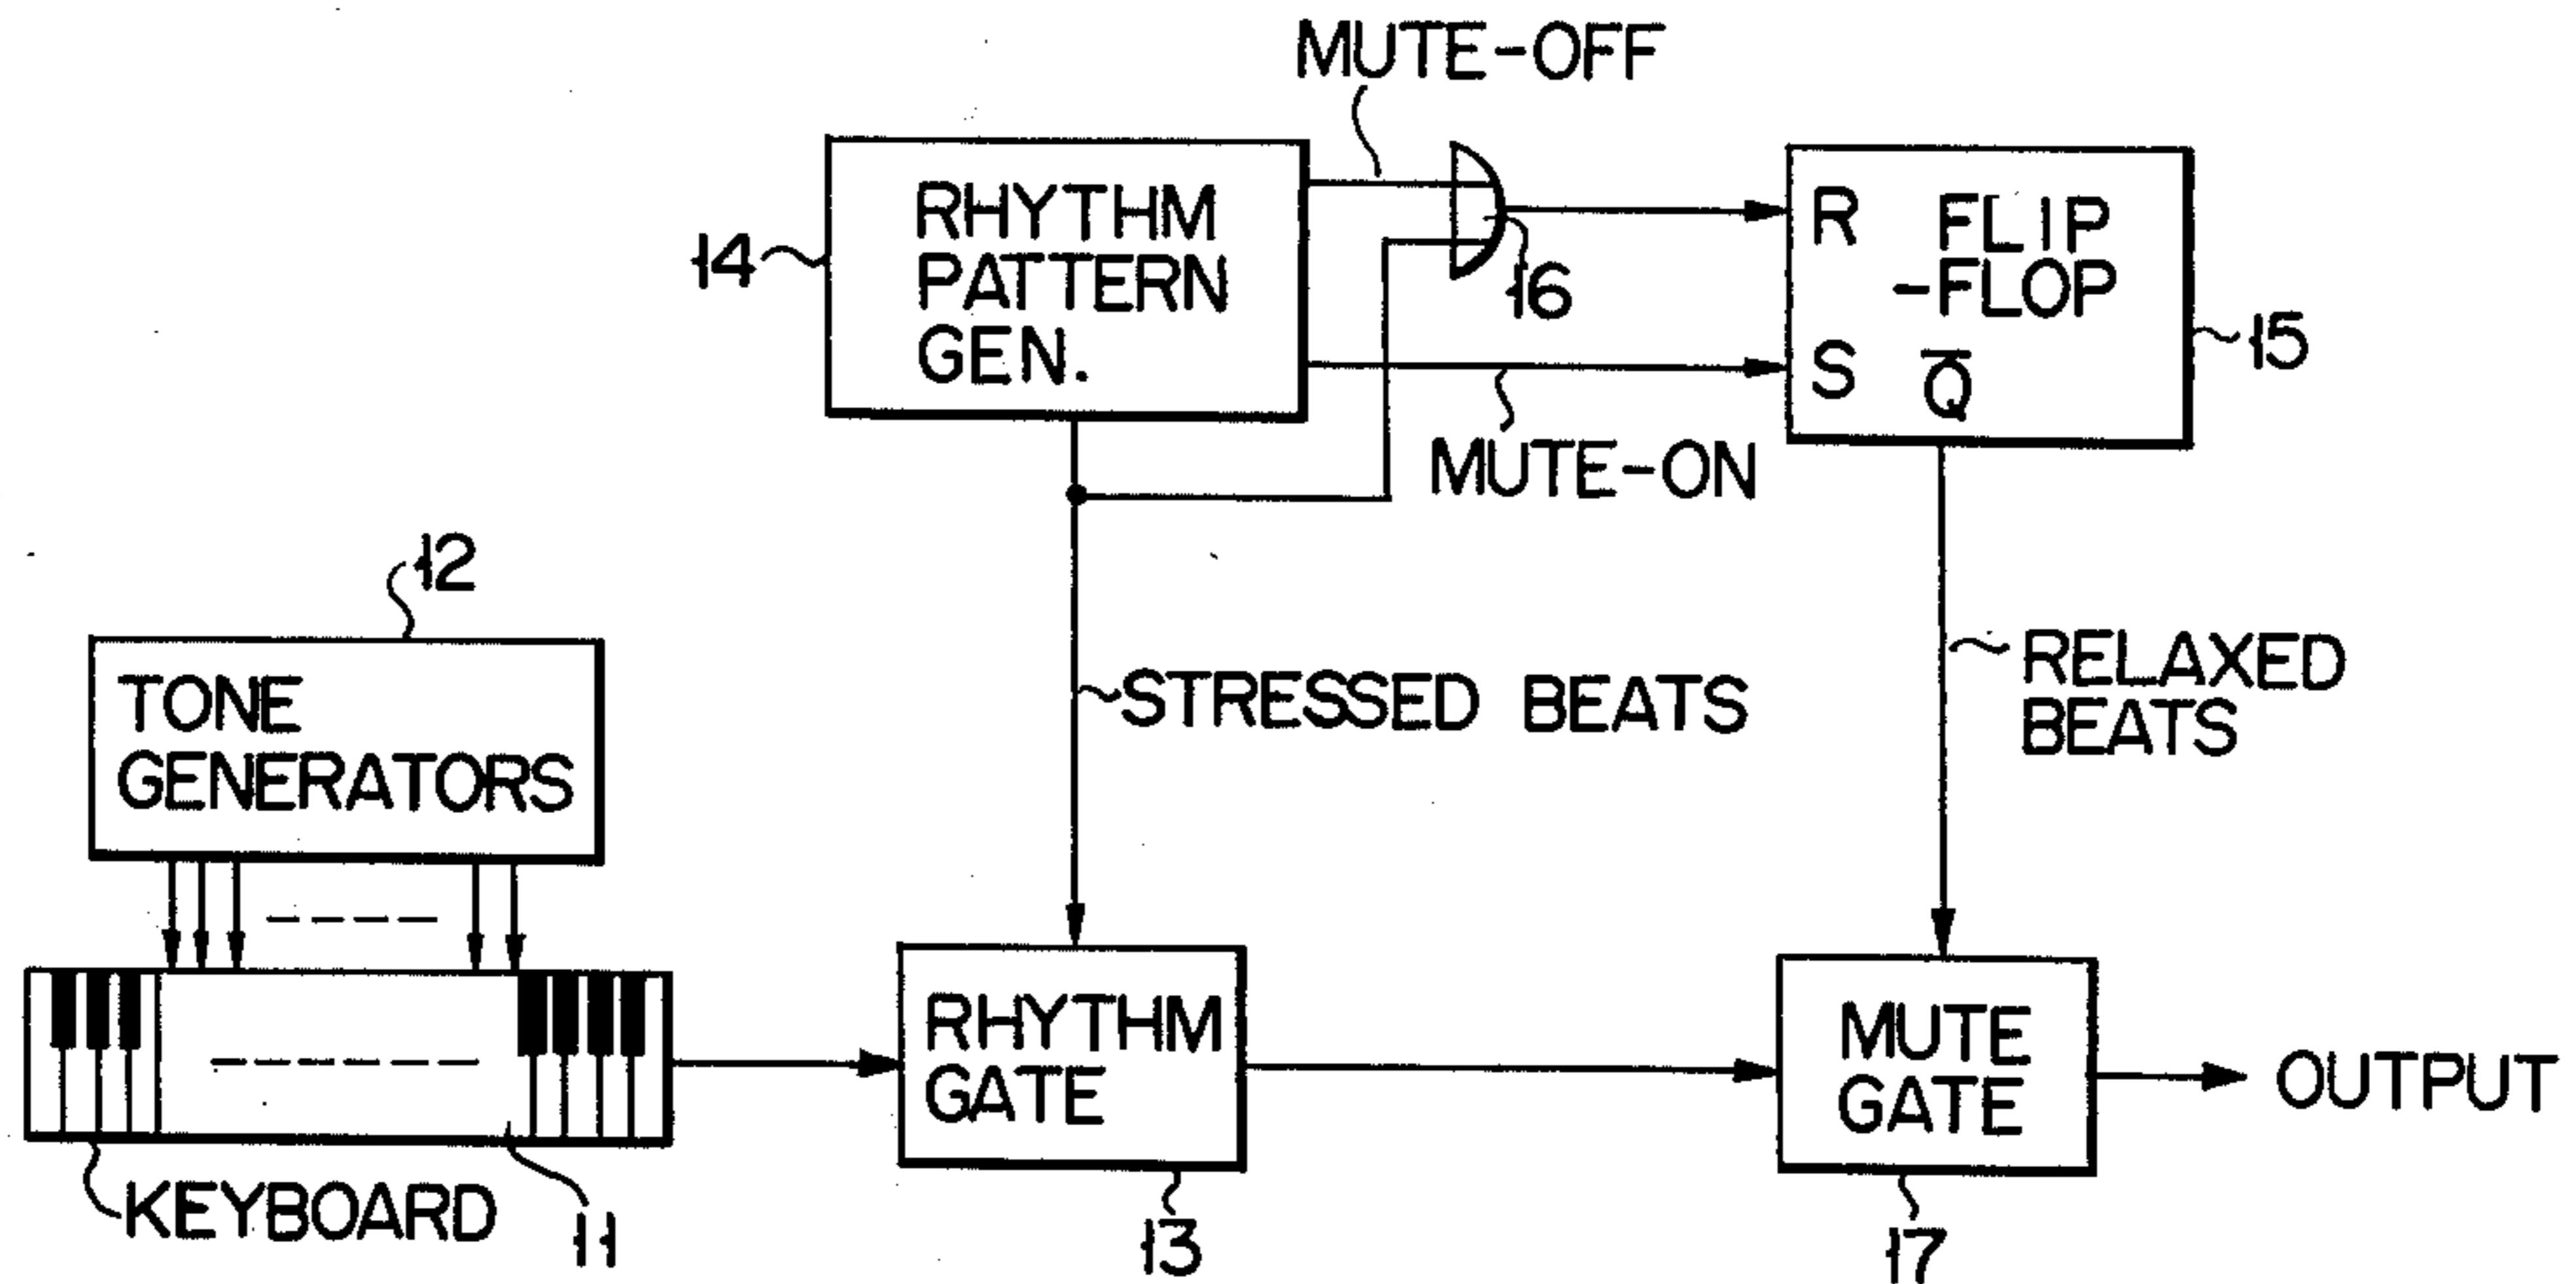 MUTE-OFF
RHYTHM
PATTERN
GEN.
14
16
R
FLIP
-FLOP
S
Q̅
15
MUTE-ON
12
TONE
GENERATORS
STRESSED BEATS
RELAXED
BEATS
RHYTHM
GATE
MUTE
GATE
OUTPUT
KEYBOARD
11
13
17